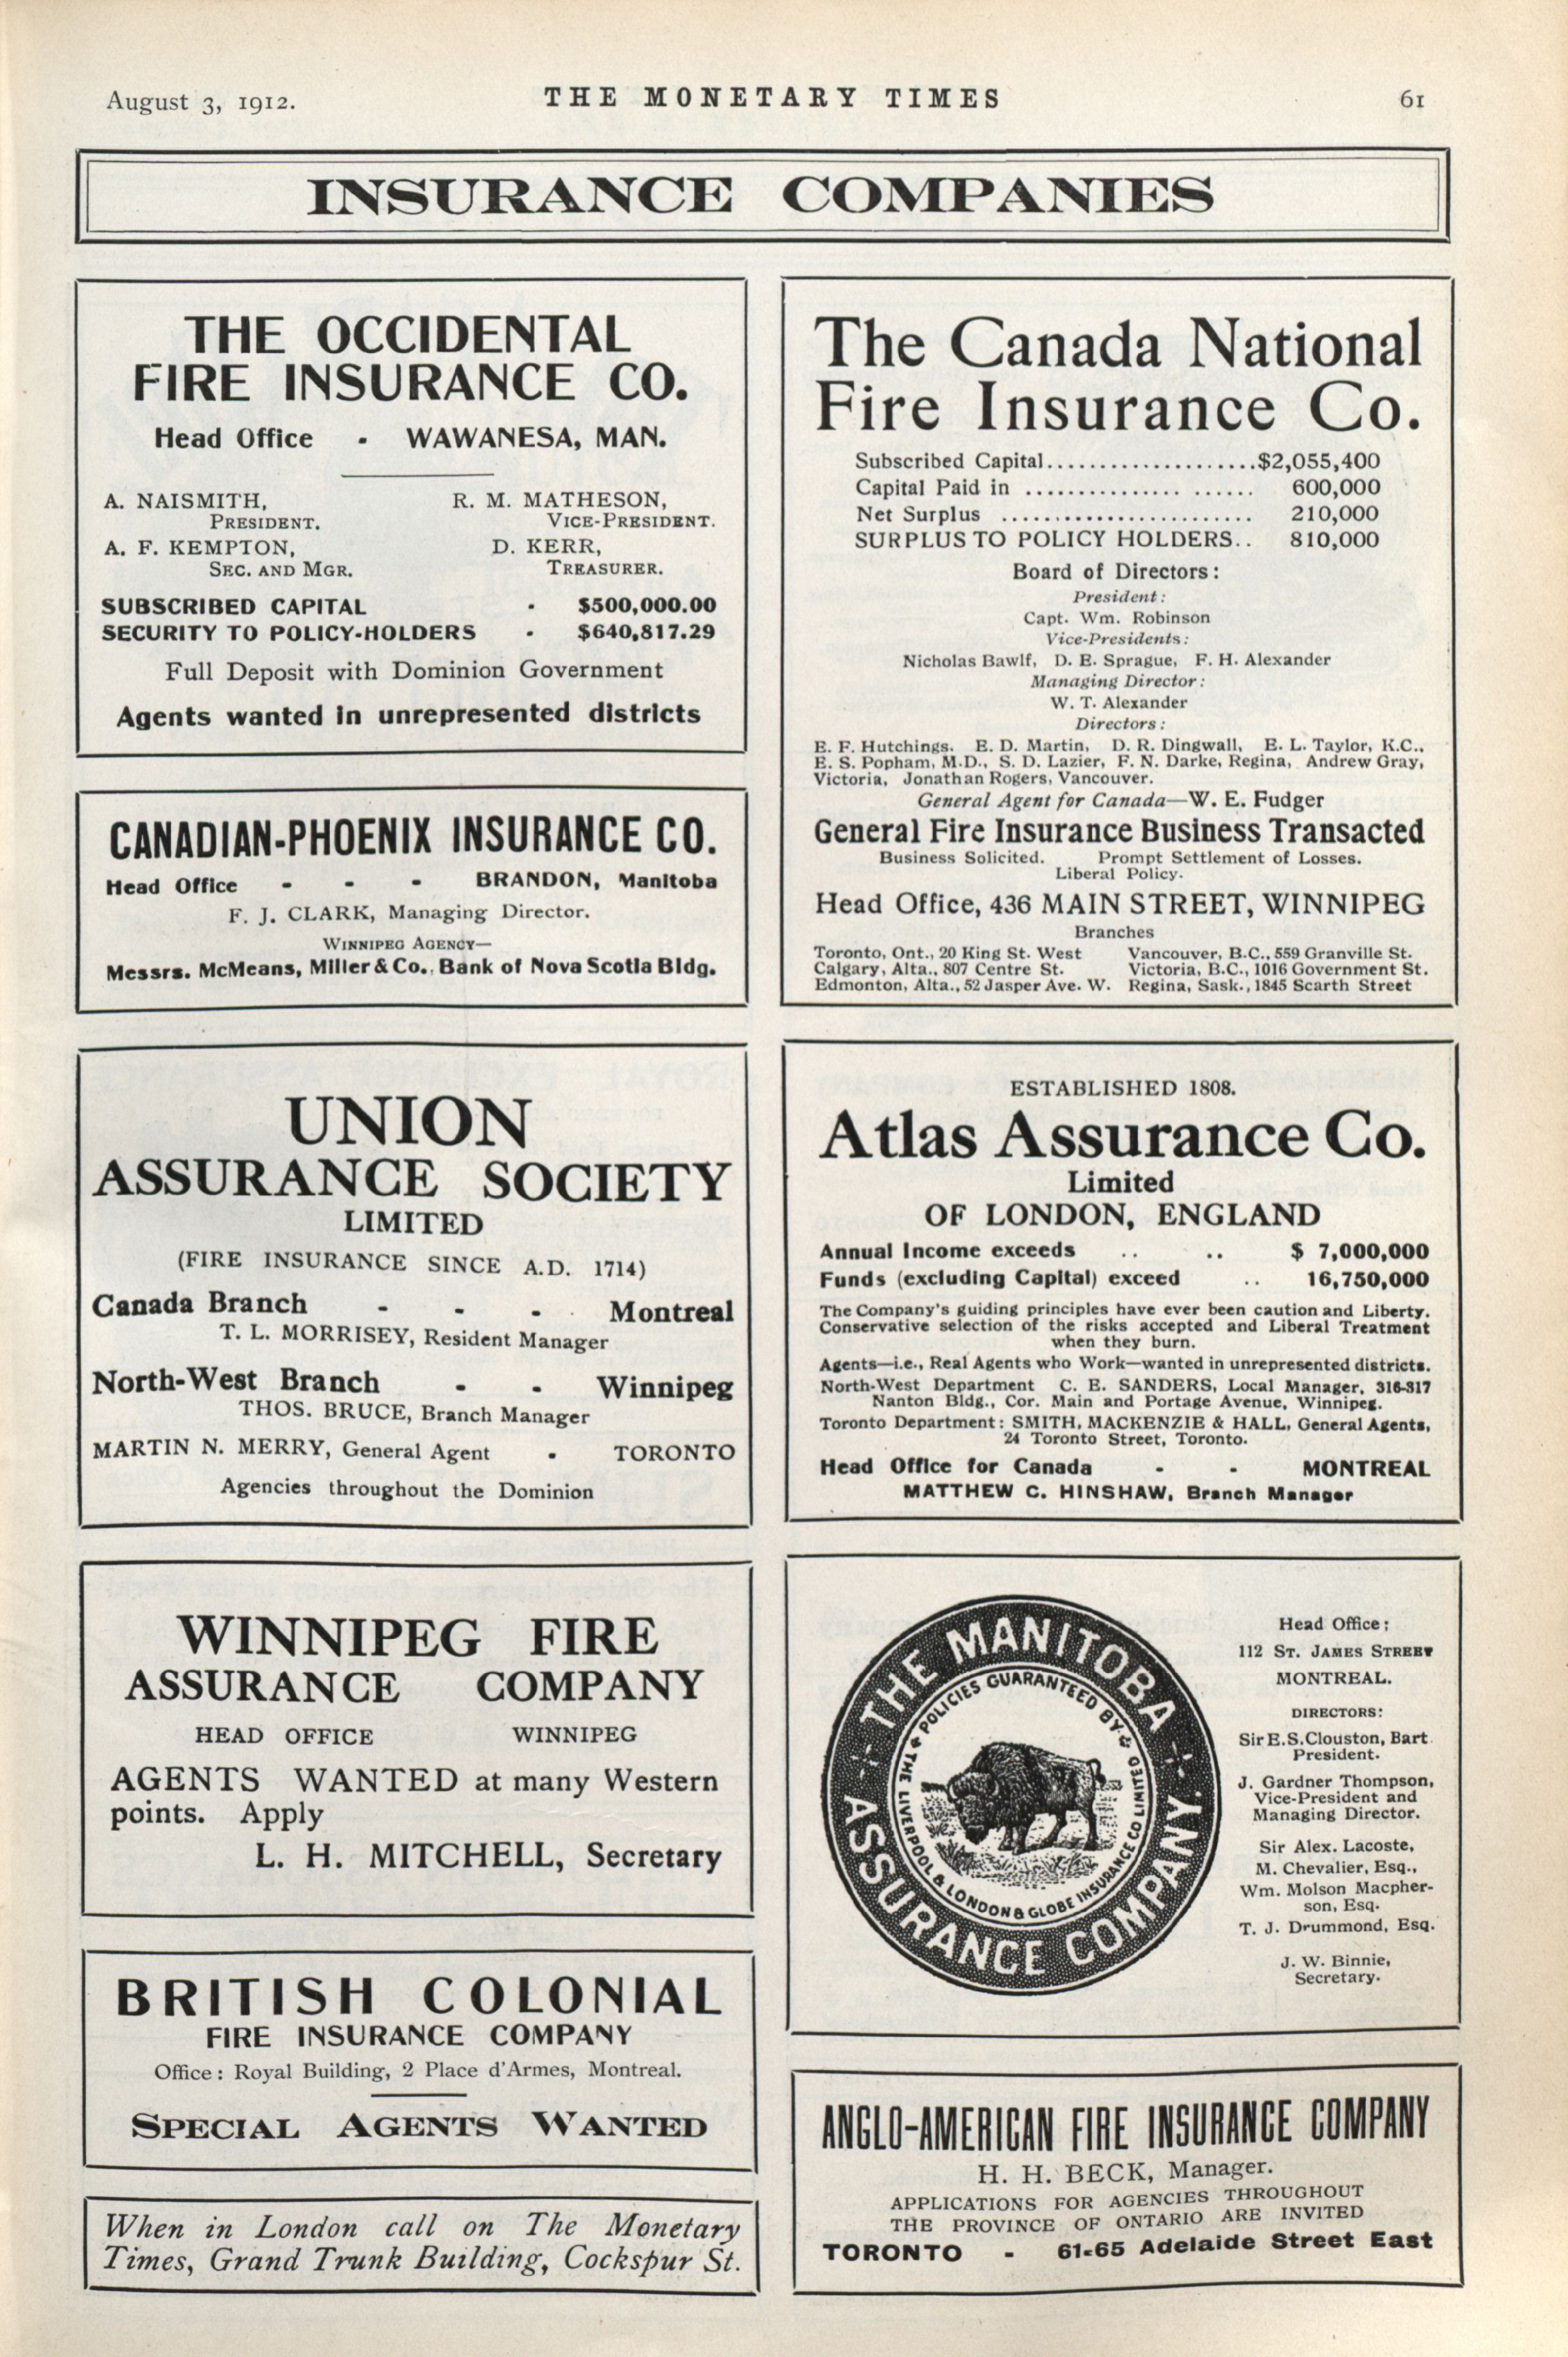 August 3, 1912.
THE MONETARY TIMES
61
INSURANCE COMPANIES
THE OCCIDENTAL
FIRE INSURANCE CO.
Head Office - WAWANESA, MAN.
A. NAISMITH,
PRESIDENT.
R. M. MATHESON,
VICE-PRESIDENT.
A. F. KEMPTON,
SEC. AND MGR.
D. KERR,
TREASURER.
SUBSCRIBED CAPITAL - $500,000.00
SECURITY TO POLICY-HOLDERS - $640,817.29
Full Deposit with Dominion Government
Agents wanted in unrepresented districts
CANADIAN-PHOENIX INSURANCE CO.
Head Office - - - BRANDON, Manitoba
F. J. CLARK, Managing Director.
WINNIPEG AGENCY—
Messrs. McMeans, Miller & Co., Bank of Nova Scotia Bldg.
UNION
ASSURANCE SOCIETY
LIMITED
(FIRE INSURANCE SINCE A.D. 1714)
Canada Branch - - - Montreal
T. L. MORRISEY, Resident Manager
North-West Branch - - Winnipeg
THOS. BRUCE, Branch Manager
MARTIN N. MERRY, General Agent - TORONTO
Agencies throughout the Dominion
WINNIPEG FIRE
ASSURANCE COMPANY
HEAD OFFICE WINNIPEG
AGENTS WANTED at many Western
points. Apply
L. H. MITCHELL, Secretary
BRITISH COLONIAL
FIRE INSURANCE COMPANY
Office: Royal Building, 2 Place d'Armes, Montreal.
SPECIAL AGENTS WANTED
When in London call on The Monetary
Times, Grand Trunk Building, Cockspur St.
The Canada National
Fire Insurance Co.
Subscribed Capital....................$2,055,400
Capital Paid in ............... ...... 600,000
Net Surplus ........................ 210,000
SURPLUS TO POLICY HOLDERS.. 810,000
Board of Directors:
President:
Capt. Wm. Robinson
Vice-Presidents:
Nicholas Bawlf, D. E. Sprague, F. H. Alexander
Managing Director:
W. T. Alexander
Directors:
E. F. Hutchings. E. D. Martin, D. R. Dingwall, E. L. Taylor, K.C.,
E. S. Popham, M.D., S. D. Lazier, F. N. Darke, Regina, Andrew Gray,
Victoria, Jonathan Rogers, Vancouver.
General Agent for Canada—W. E. Fudger
General Fire Insurance Business Transacted
Business Solicited. Prompt Settlement of Losses.
Liberal Policy.
Head Office, 436 MAIN STREET, WINNIPEG
Branches
Toronto, Ont., 20 King St. West Vancouver, B.C., 559 Granville St.
Calgary, Alta., 807 Centre St. Victoria, B.C., 1016 Government St.
Edmonton, Alta., 52 Jasper Ave. W. Regina, Sask., 1845 Scarth Street
ESTABLISHED 1808.
Atlas Assurance Co.
Limited
OF LONDON, ENGLAND
Annual Income exceeds .. .. $ 7,000,000
Funds (excluding Capital) exceed .. 16,750,000
The Company's guiding principles have ever been caution and Liberty.
Conservative selection of the risks accepted and Liberal Treatment
when they burn.
Agents—i.e., Real Agents who Work—wanted in unrepresented districts.
North-West Department C. E. SANDERS, Local Manager, 316-317
Nanton Bldg., Cor. Main and Portage Avenue, Winnipeg.
Toronto Department: SMITH, MACKENZIE & HALL, General Agents,
24 Toronto Street, Toronto.
Head Office for Canada - - MONTREAL
MATTHEW C. HINSHAW, Branch Manager
THE MANITOBA
ASSURANCE COMPANY.
POLICIES GUARANTEED BY
THE LIVERPOOL & LONDON & GLOBE INSURANCE CO LIMITED
Head Office:
112 ST. JAMES STREET
MONTREAL.
DIRECTORS:
Sir E.S. Clouston, Bart.
President.
J. Gardner Thompson,
Vice-President and
Managing Director.
Sir Alex. Lacoste,
M. Chevalier, Esq.,
Wm. Molson Macpher-
son, Esq.
T. J. Drummond, Esq.
J. W. Binnie,
Secretary.
ANGLO-AMERICAN FIRE INSURANCE COMPANY
H. H. BECK, Manager.
APPLICATIONS FOR AGENCIES THROUGHOUT
THE PROVINCE OF ONTARIO ARE INVITED
TORONTO - 61-65 Adelaide Street East